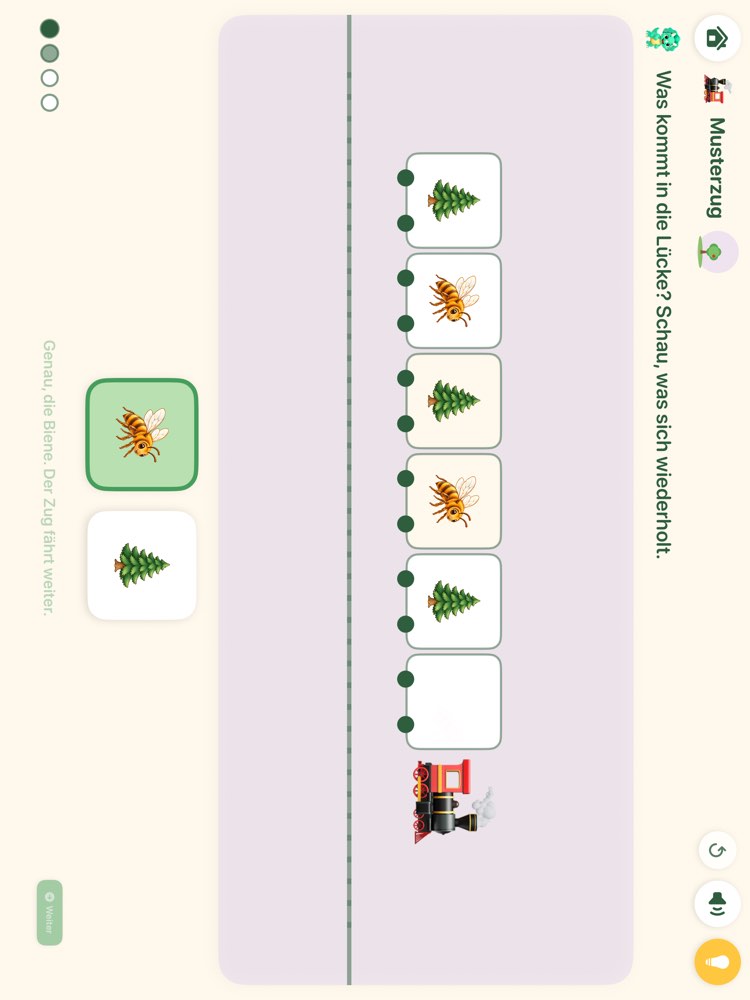 Musterzug
Was kommt in die Lücke? Schau, was sich wiederholt.
Genau, die Biene. Der Zug fährt weiter.
Weiter